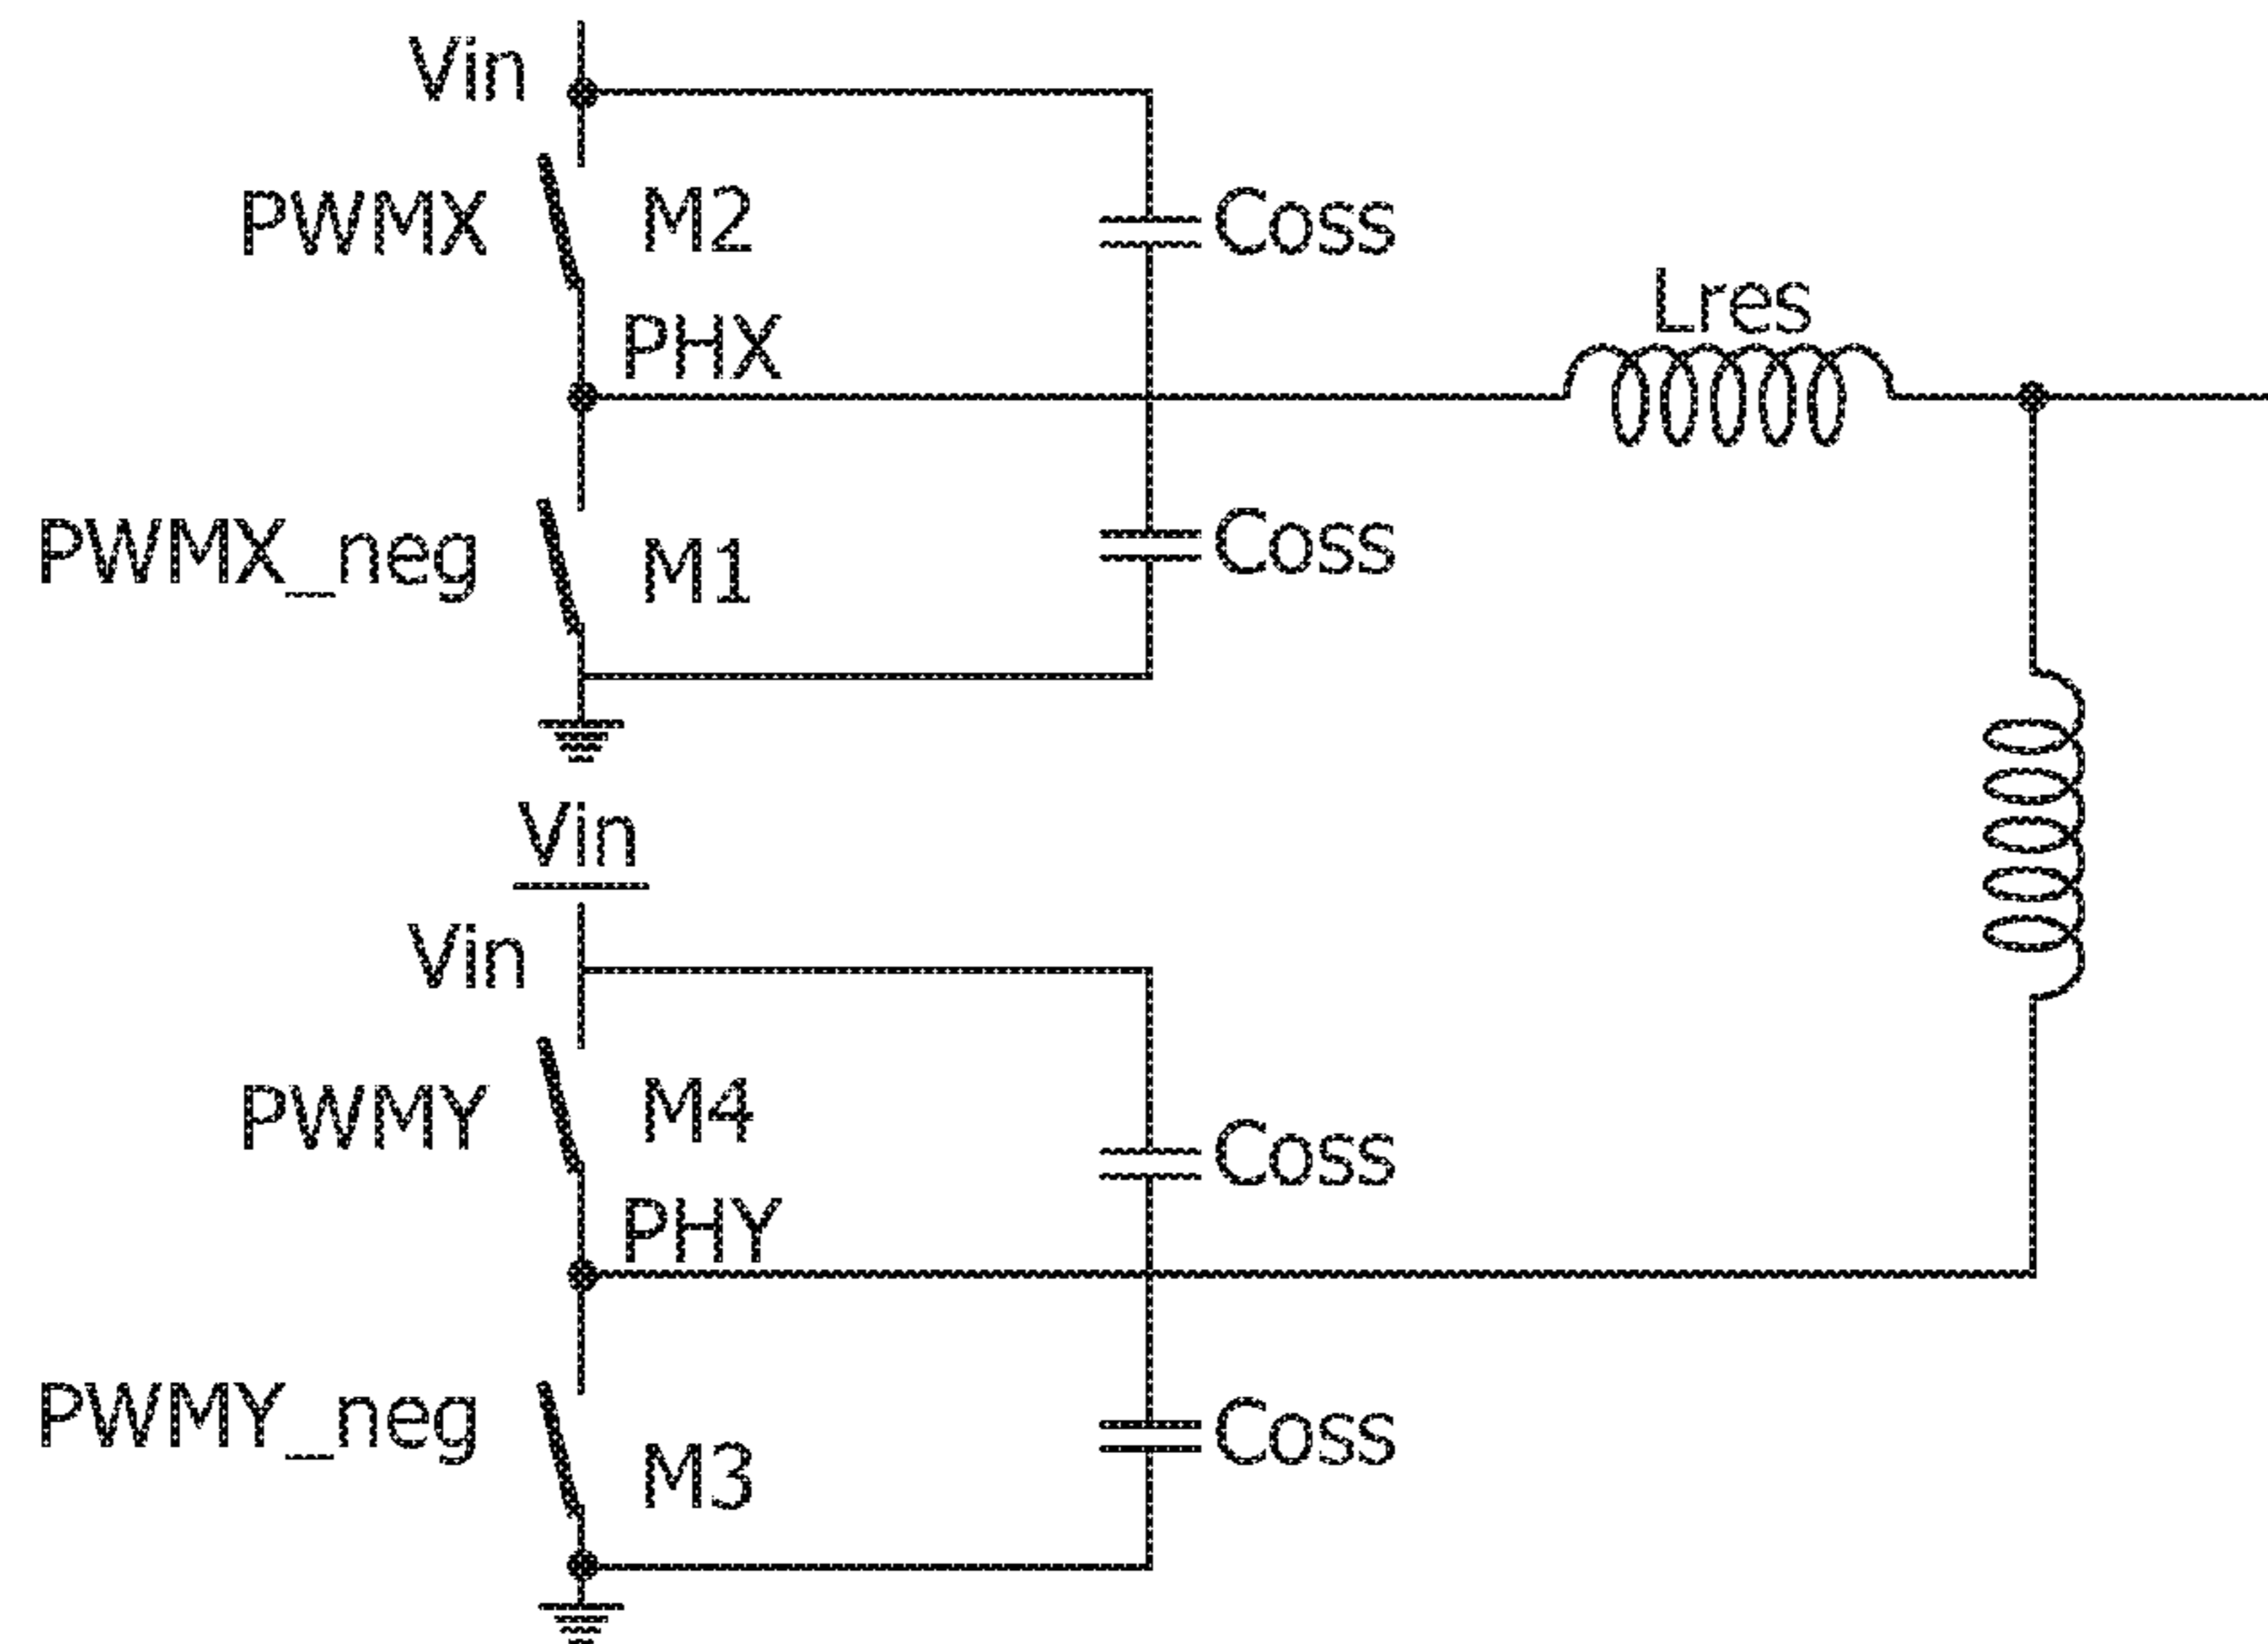 Vin
PWMX
M2
Coss
Lres
PHX
PWMX_neg
M1
Coss
Vin
Vin
PWMY
M4
Coss
PHY
PWMY_neg
M3
Coss